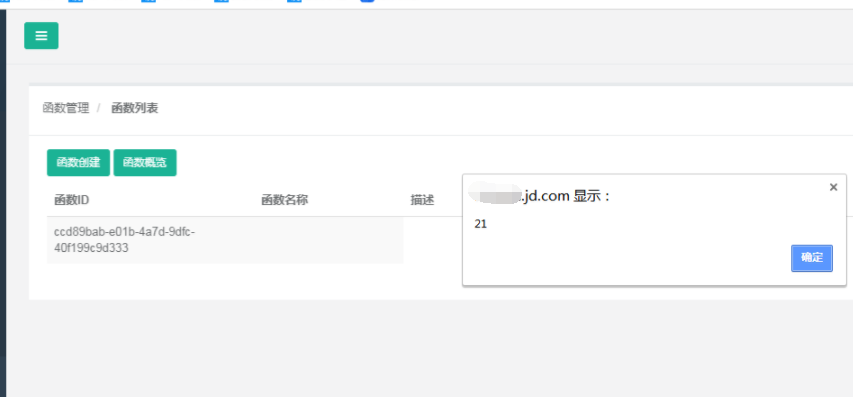 函数管理 / 函数列表
函数创建 函数概览
函数ID 函数名称 描述
ccd89bab-e01b-4a7d-9dfc-
40f199c9d333
.jd.com 显示：
×
21
确定